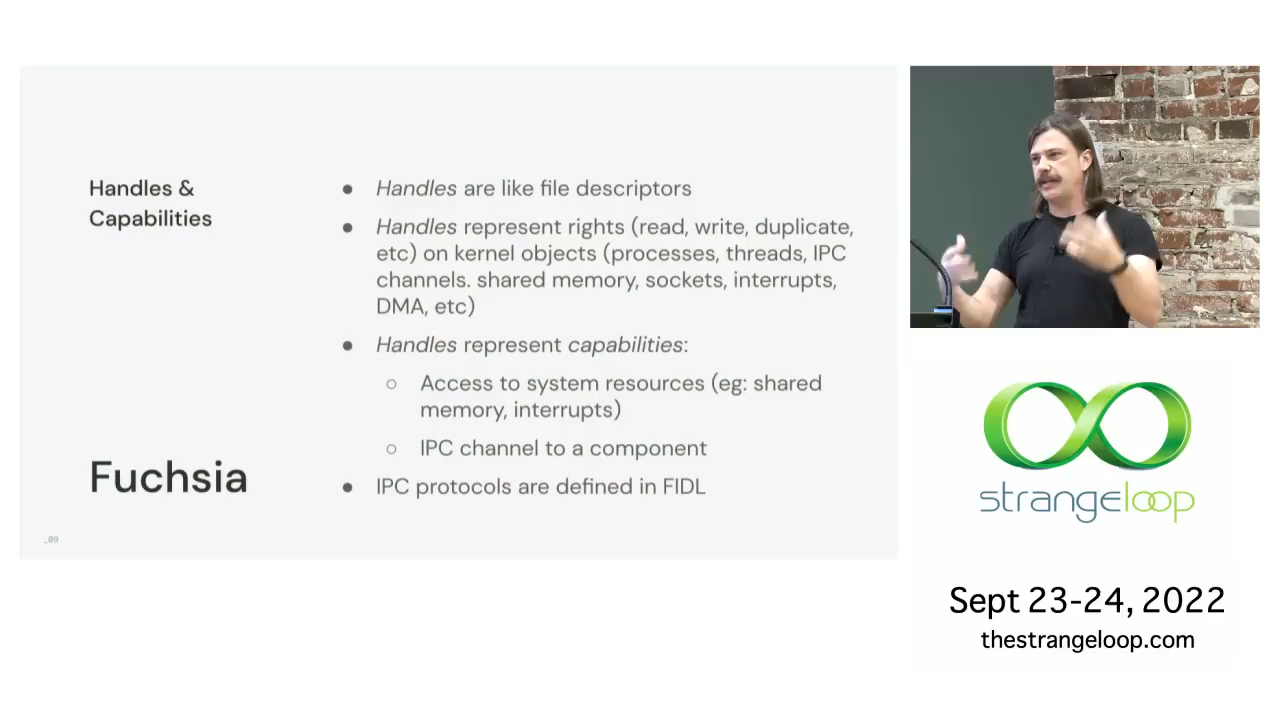 Handles &
Capabilities
● Handles are like file descriptors
● Handles represent rights (read, write, duplicate,
etc) on kernel objects (processes, threads, IPC
channels. shared memory, sockets, interrupts,
DMA, etc)
● Handles represent capabilities:
○ Access to system resources (eg: shared
memory, interrupts)
○ IPC channel to a component
● IPC protocols are defined in FIDL
Fuchsia
_09
strangeloop
Sept 23-24, 2022
thestrangeloop.com